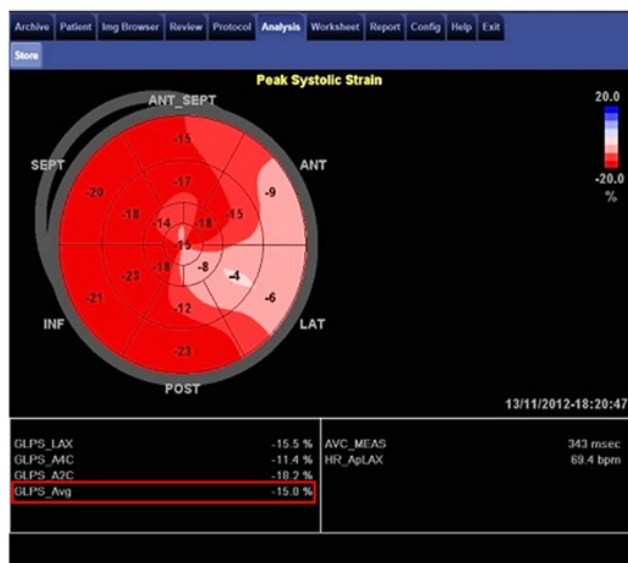 Archive Patient Img Browser Review Protocol Analysis Worksheet Report Config Help Exit
Store
Peak Systolic Strain
20.0
-20.0
%
ANT_SEPT
SEPT
ANT
-15
-20
-9
-17
-18
-15
-14
-18
-15
-18
-8
-23
-4
-21
-6
-12
INF
LAT
-23
POST
13/11/2012-18:20:47
GLPS_LAX -15.5 %
GLPS_A4C -11.4 %
GLPS_A2C -18.2 %
GLPS_Avg -15.0 %
AVC_MEAS 343 msec
HR_ApLAX 69.4 bpm